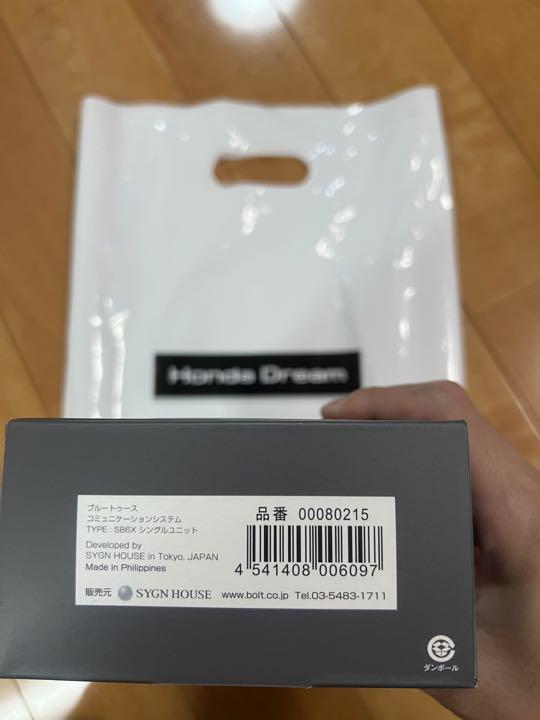 Honda Dream
ブルートゥース
コミュニケーションシステム
TYPE : SB6X シングルユニット
Developed by
SYGN HOUSE in Tokyo, JAPAN
Made in Philippines
品番 00080215
4 541408 006097
販売元 SYGN HOUSE www.bolt.co.jp Tel.03-5483-1711
ダンボール